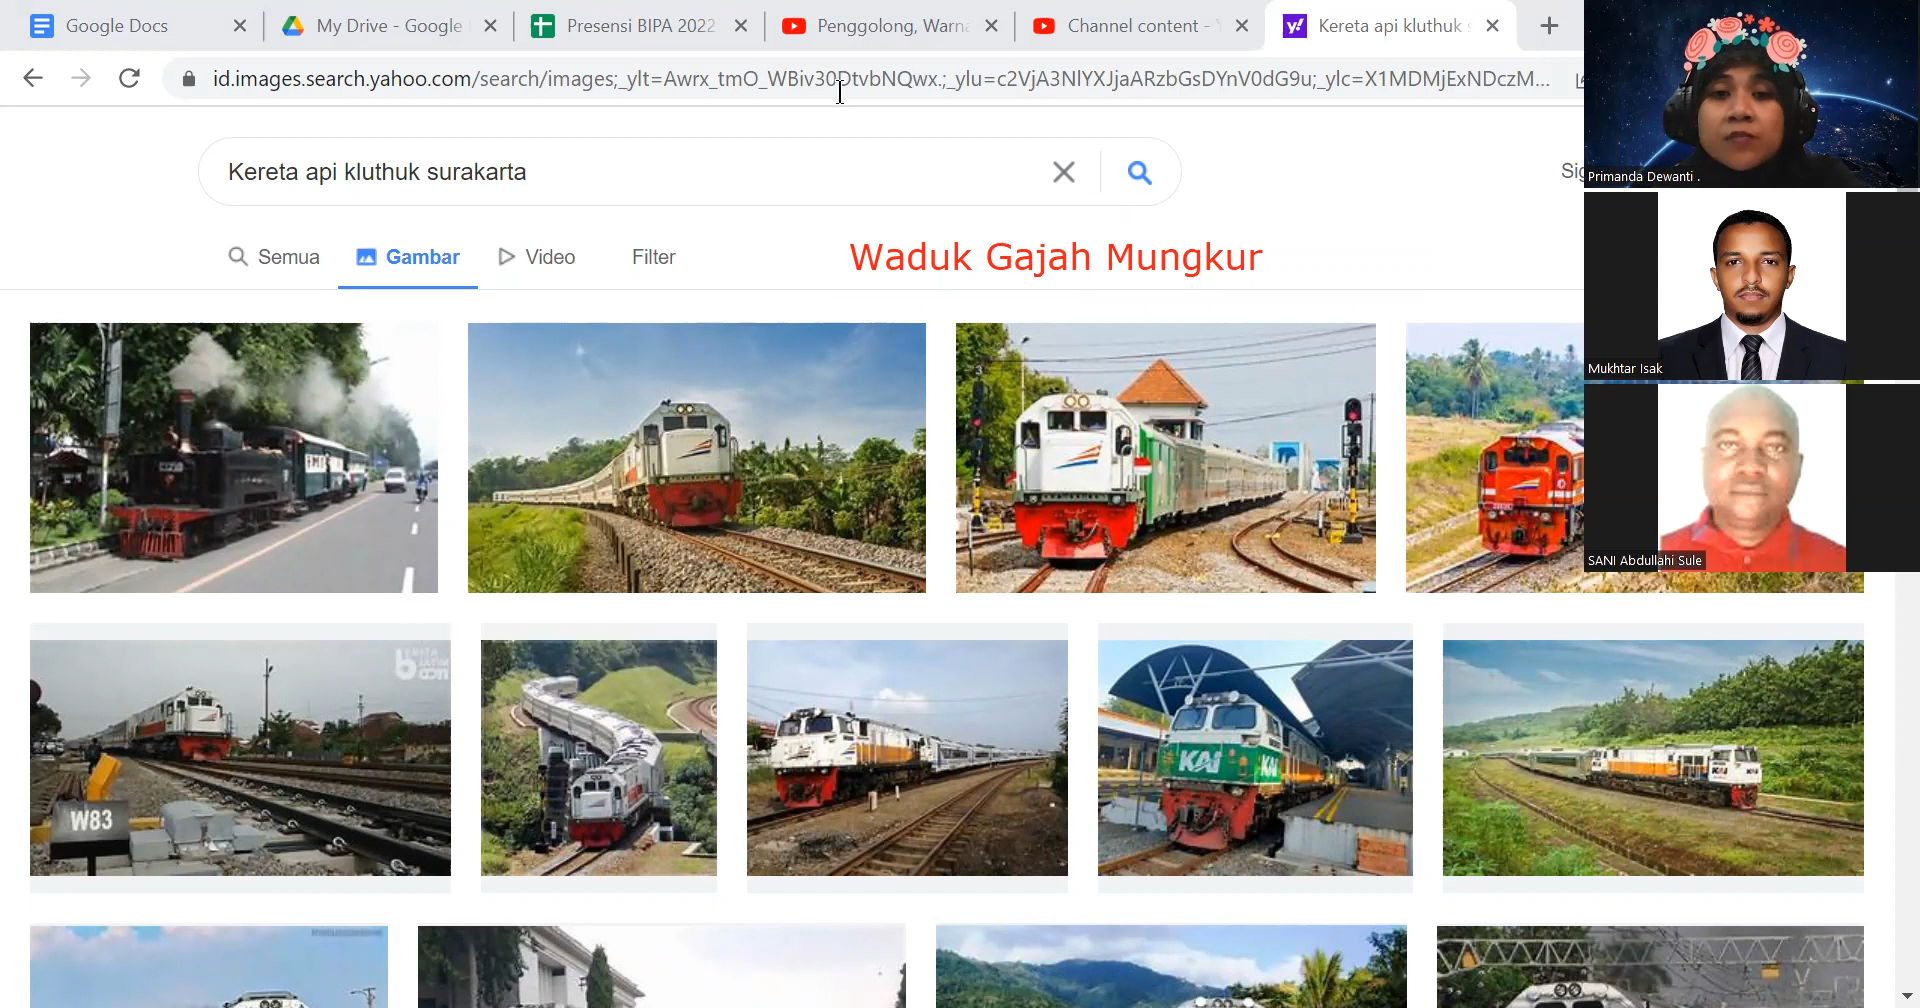 Google Docs
My Drive - Google
Presensi BIPA 2022
Penggolong, Warna
Channel content -
Kereta api kluthuk s
id.images.search.yahoo.com/search/images;_ylt=Awrx_tmO_WBiv30DtvbNQwx.;_ylu=c2VjA3NlYXJjaARzbGsDYnV0dG9u;_ylc=X1MDMjExNDczM...
Kereta api kluthuk surakarta
Semua
Gambar
Video
Filter
Waduk Gajah Mungkur
Primanda Dewanti .
Mukhtar Isak
SANI Abdullahi Sule
W83
KAI
KAI